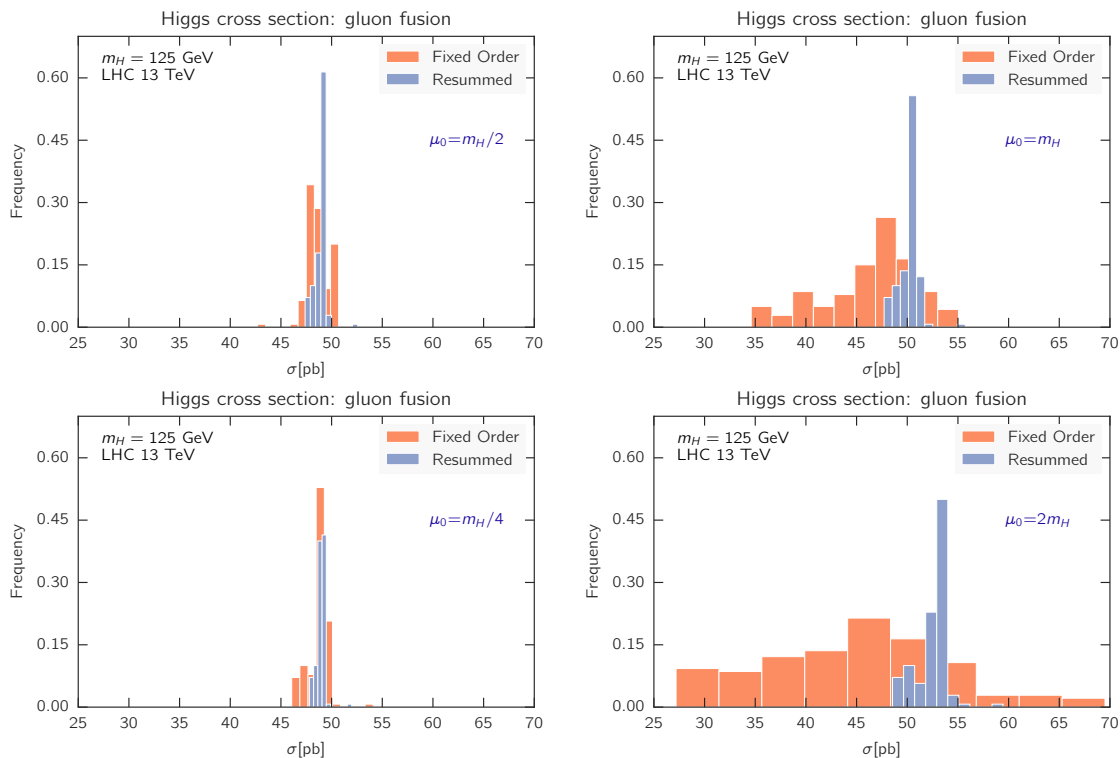 Higgs cross section: gluon fusion
m_H = 125 GeV
LHC 13 TeV
Fixed Order
Resummed
μ₀=m_H/2
Frequency
0.60
0.45
0.30
0.15
0.00
25 30 35 40 45 50 55 60 65 70
σ[pb]
Higgs cross section: gluon fusion
m_H = 125 GeV
LHC 13 TeV
Fixed Order
Resummed
μ₀=m_H
Frequency
0.60
0.45
0.30
0.15
0.00
25 30 35 40 45 50 55 60 65 70
σ[pb]
Higgs cross section: gluon fusion
m_H = 125 GeV
LHC 13 TeV
Fixed Order
Resummed
μ₀=m_H/4
Frequency
0.60
0.45
0.30
0.15
0.00
25 30 35 40 45 50 55 60 65 70
σ[pb]
Higgs cross section: gluon fusion
m_H = 125 GeV
LHC 13 TeV
Fixed Order
Resummed
μ₀=2m_H
Frequency
0.60
0.45
0.30
0.15
0.00
25 30 35 40 45 50 55 60 65 70
σ[pb]